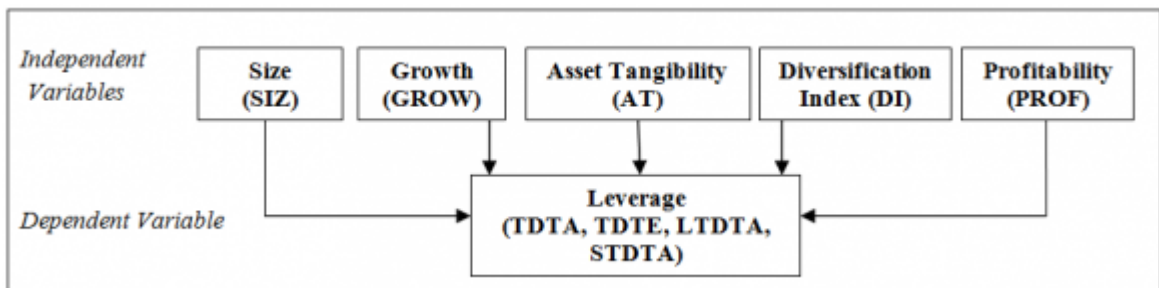 Independent
Variables
Size
(SIZ)
Growth
(GROW)
Asset Tangibility
(AT)
Diversification
Index (DI)
Profitability
(PROF)
Dependent Variable
Leverage
(TDTA, TDTE, LTDTA,
STDTA)